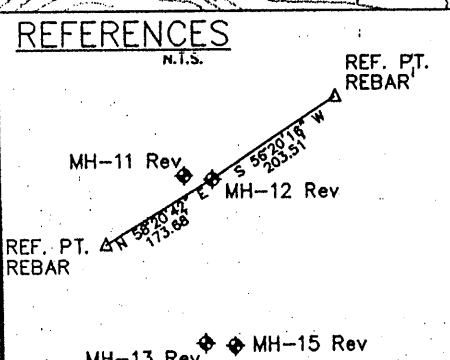 REFERENCES
N.T.S.
REF. PT.
REBAR
MH-11 Rev
S 56°20'16" W
203.51'
MH-12 Rev
N 58°20'42" E
173.68'
REF. PT.
REBAR
MH-15 Rev
MH-13 Rev